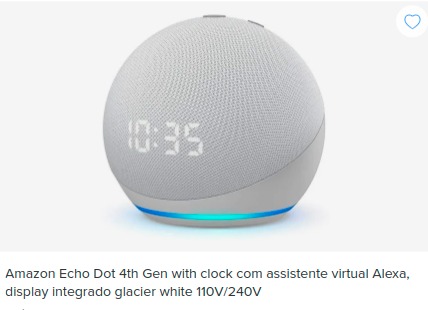 10:35
Amazon Echo Dot 4th Gen with clock com assistente virtual Alexa,
display integrado glacier white 110V/240V